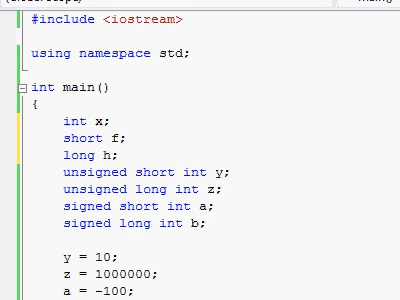 #include <iostream>
using namespace std;
int main()
{
int x;
short f;
long h;
unsigned short int y;
unsigned long int z;
signed short int a;
signed long int b;
y = 10;
z = 1000000;
a = -100;